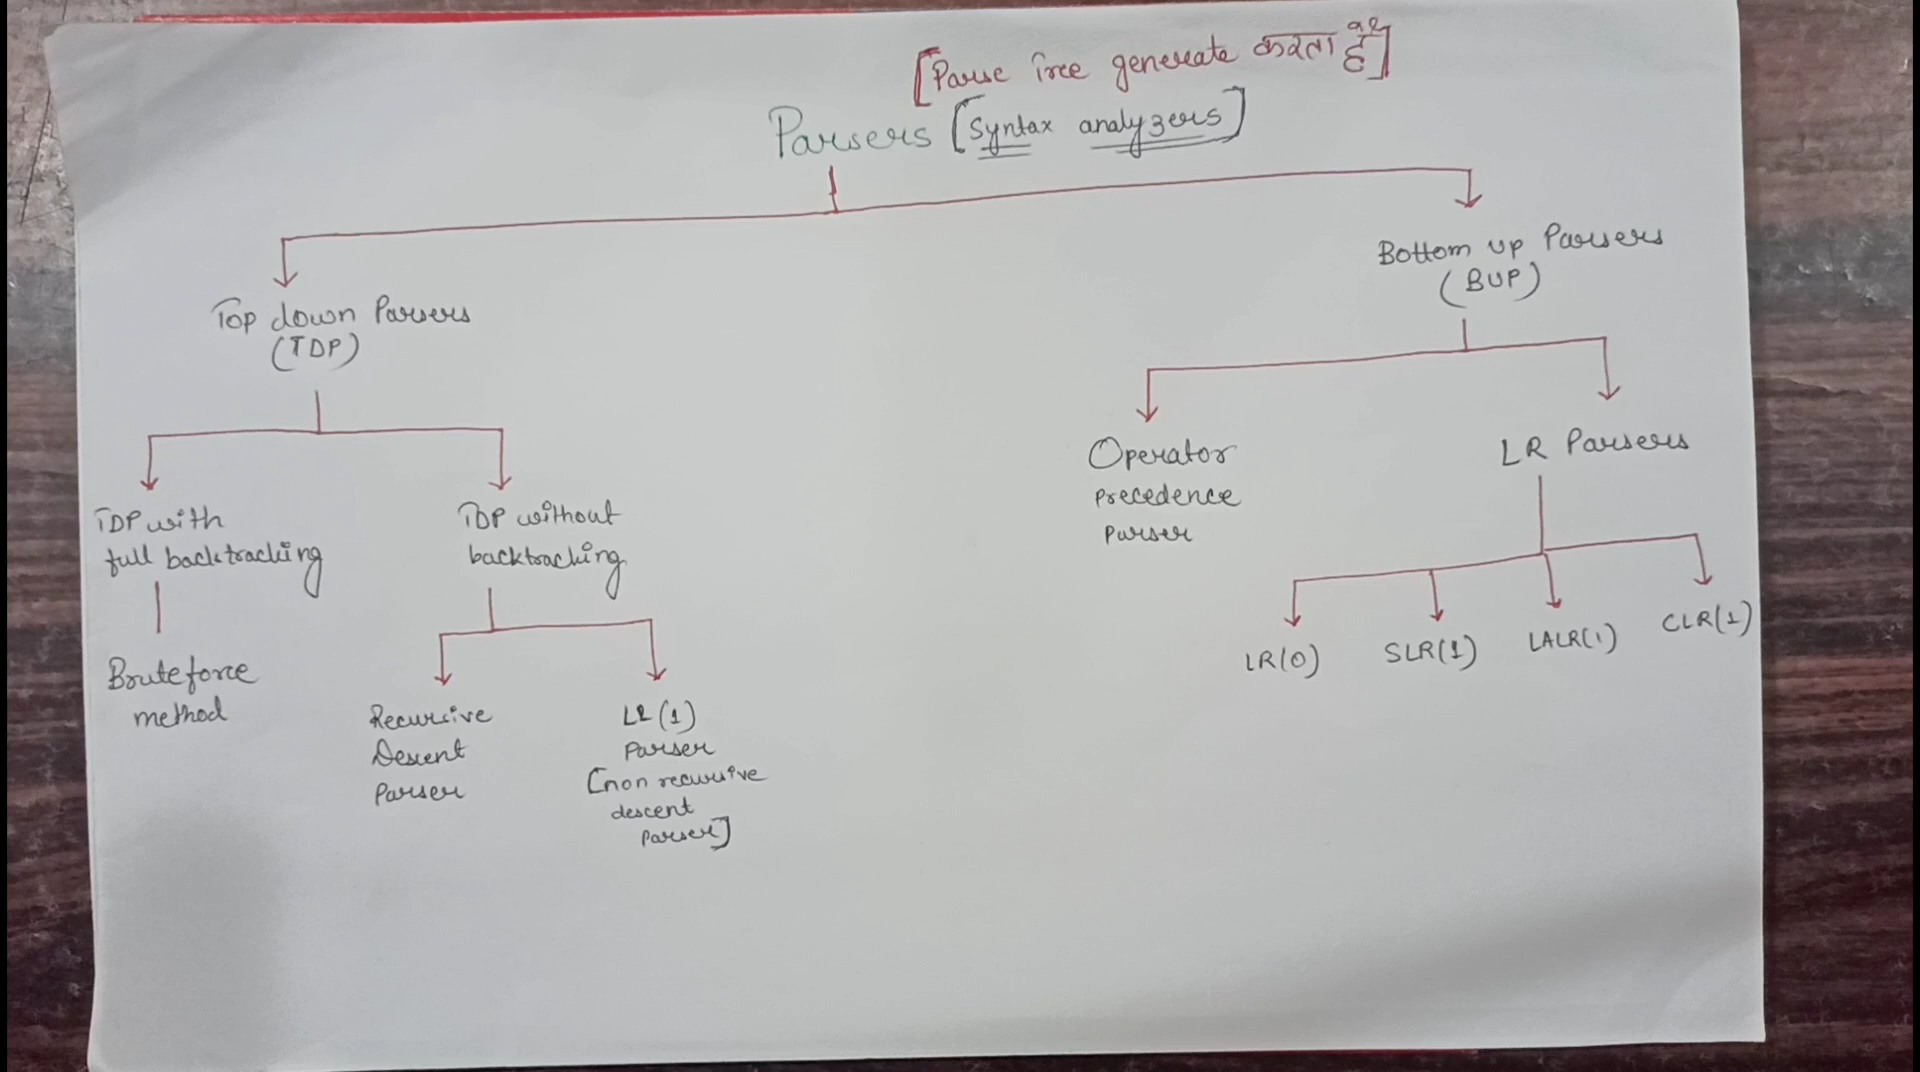 [Parse Tree generate करता है]
Parsers [Syntax analyzers]
Top down Parsers
(TDP)
Bottom up Parsers
(BUP)
TDP with
full backtracking
TDP without
backtracking
Operator
precedence
parser
LR Parsers
Bruteforce
method
Recursive
Descent
Parser
LL(1)
Parser
[non recursive
descent
parser]
LR(0)
SLR(1)
LALR(1)
CLR(1)